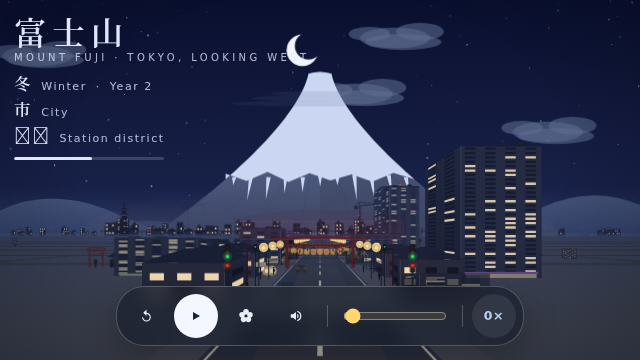 富士山
MOUNT FUJI · TOKYO, LOOKING WEST
冬 Winter · Year 2
市 City
Station district
0×